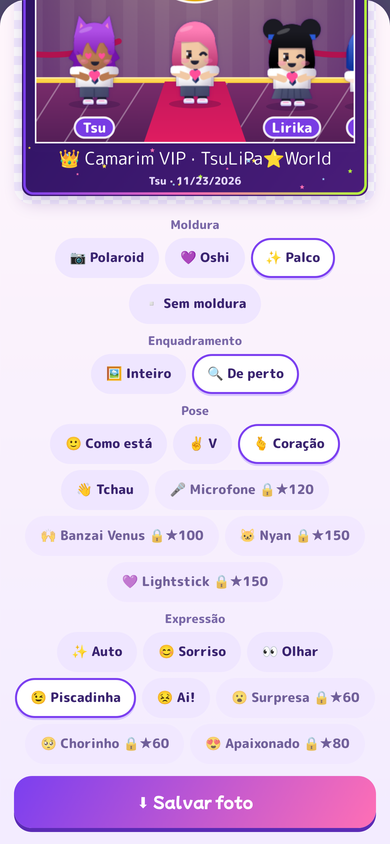 Tsu Lirika
👑 Camarim VIP · TsuLiPa⭐World
Tsu · 11/23/2026
Moldura
📷 Polaroid 💜 Oshi ✨ Palco
▫️ Sem moldura
Enquadramento
🖼️ Inteiro 🔍 De perto
Pose
🙂 Como está ✌️ V 🫰 Coração
👋 Tchau 🎤 Microfone 🔒★120
🙌 Banzai Venus 🔒★100 🐱 Nyan 🔒★150
💜 Lightstick 🔒★150
Expressão
✨ Auto 😊 Sorriso 👀 Olhar
😉 Piscadinha 😣 Ai! 😮 Surpresa 🔒★60
🥺 Chorinho 🔒★60 😍 Apaixonado 🔒★80
⬇ Salvar foto